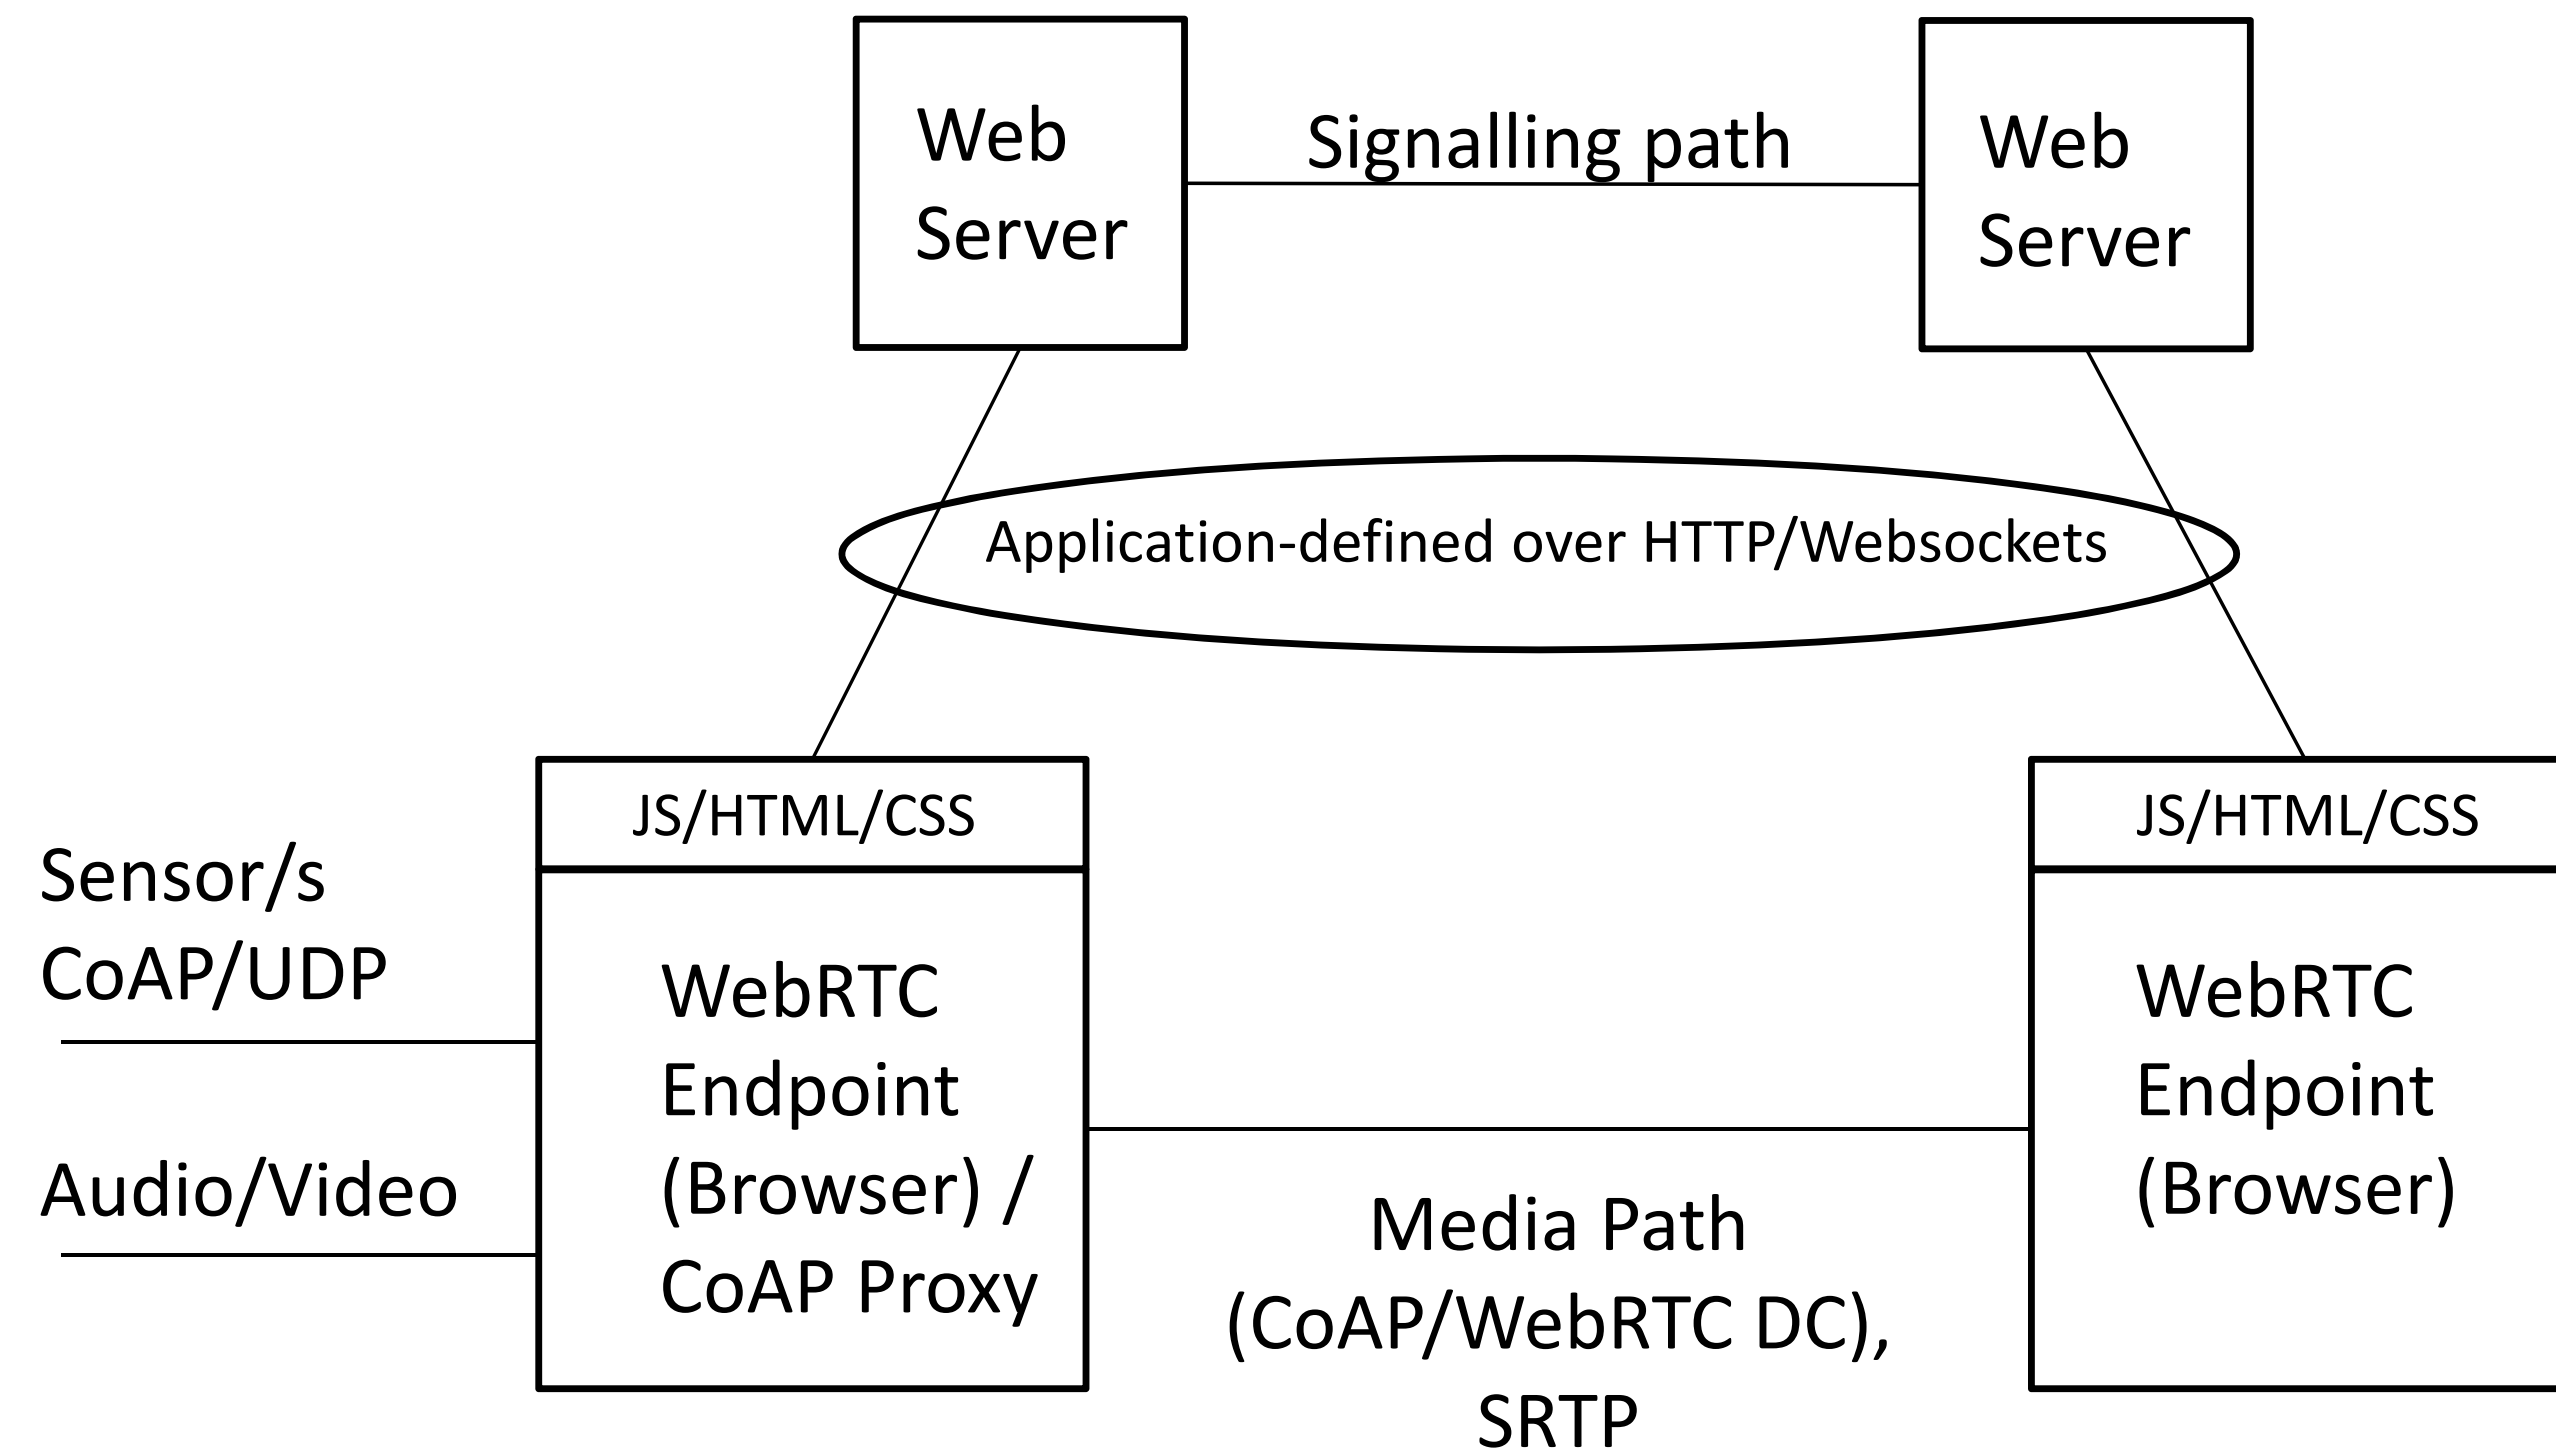 Web
Server
Signalling path
Web
Server
Application-defined over HTTP/Websockets
JS/HTML/CSS
JS/HTML/CSS
Sensor/s
CoAP/UDP
Audio/Video
WebRTC
Endpoint
(Browser) /
CoAP Proxy
WebRTC
Endpoint
(Browser)
Media Path
(CoAP/WebRTC DC),
SRTP